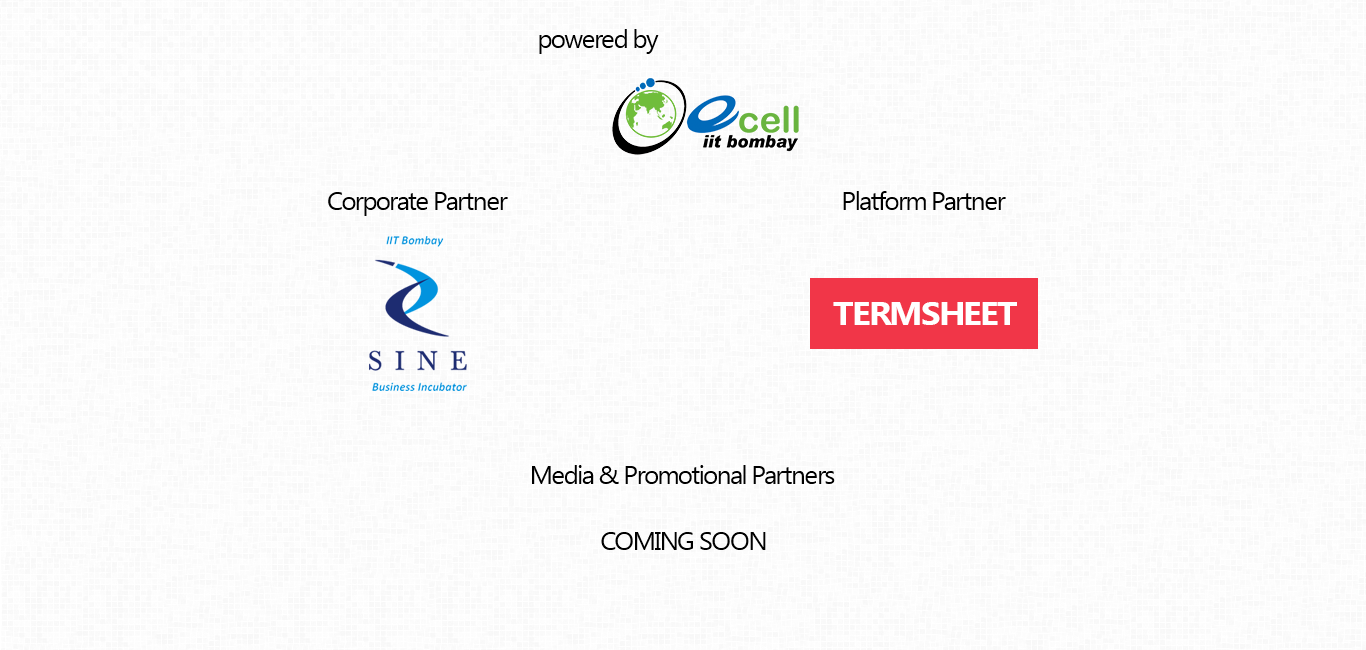 powered by
ecell
iit bombay
Corporate Partner
Platform Partner
IIT Bombay
SINE
Business Incubator
TERMSHEET
Media & Promotional Partners
COMING SOON